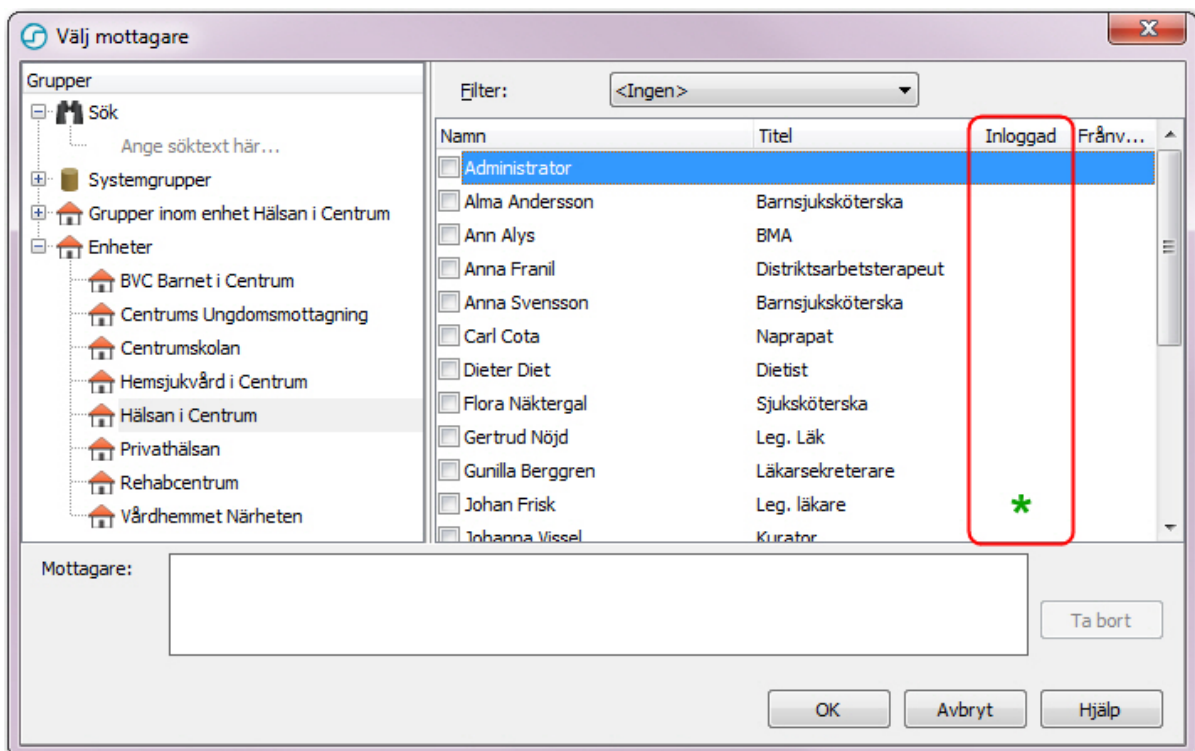 Välj mottagare
Grupper
Sök
Ange söktext här...
Systemgrupper
Grupper inom enhet Hälsan i Centrum
Enheter
BVC Barnet i Centrum
Centrums Ungdomsmottagning
Centrumskolan
Hemsjukvård i Centrum
Hälsan i Centrum
Privathälsan
Rehabcentrum
Vårdhemmet Närheten
Filter: <Ingen>
Namn Titel Inloggad Frånv...
Administrator
Alma Andersson Barnsjuksköterska
Ann Alys BMA
Anna Franil Distriktsarbetsterapeut
Anna Svensson Barnsjuksköterska
Carl Cota Naprapat
Dieter Diet Dietist
Flora Näktergal Sjuksköterska
Gertrud Nöjd Leg. Läk
Gunilla Berggren Läkarsekreterare
Johan Frisk Leg. läkare *
Johanna Vissel Kurator
Mottagare:
Ta bort
OK Avbryt Hjälp